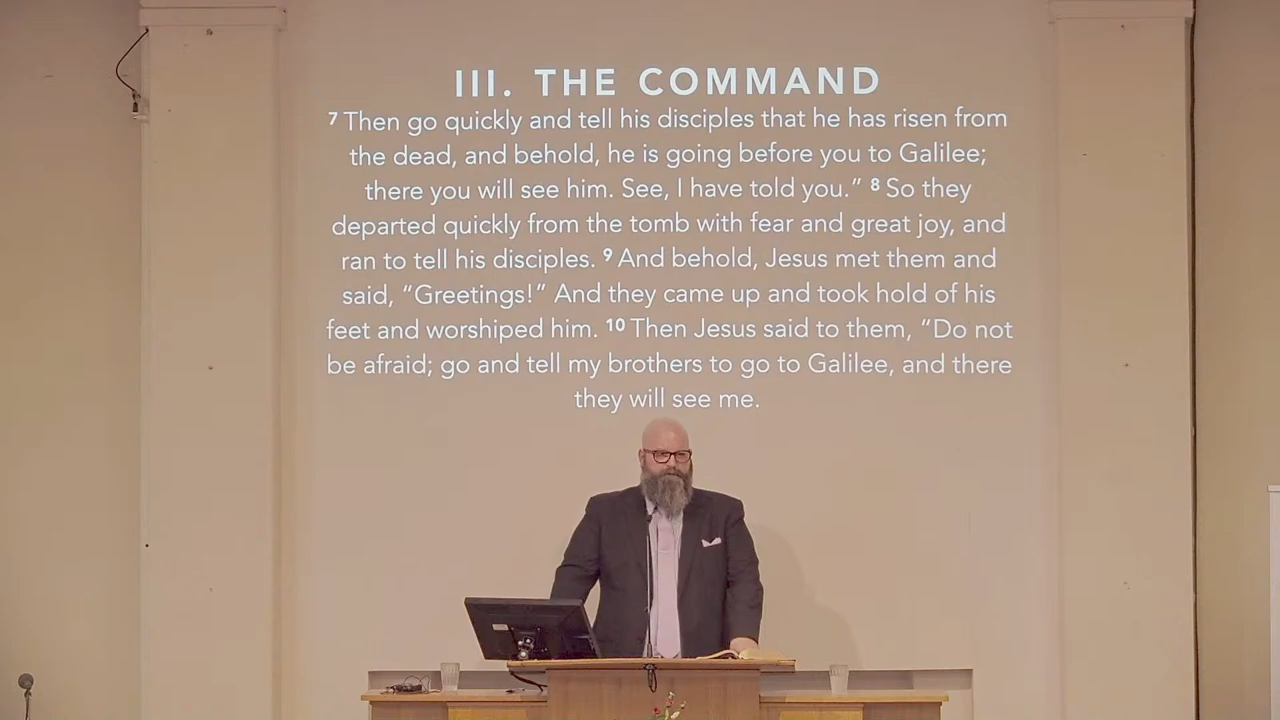 III. THE COMMAND
7 Then go quickly and tell his disciples that he has risen from
the dead, and behold, he is going before you to Galilee;
there you will see him. See, I have told you.” 8 So they
departed quickly from the tomb with fear and great joy, and
ran to tell his disciples. 9 And behold, Jesus met them and
said, “Greetings!” And they came up and took hold of his
feet and worshiped him. 10 Then Jesus said to them, “Do not
be afraid; go and tell my brothers to go to Galilee, and there
they will see me.